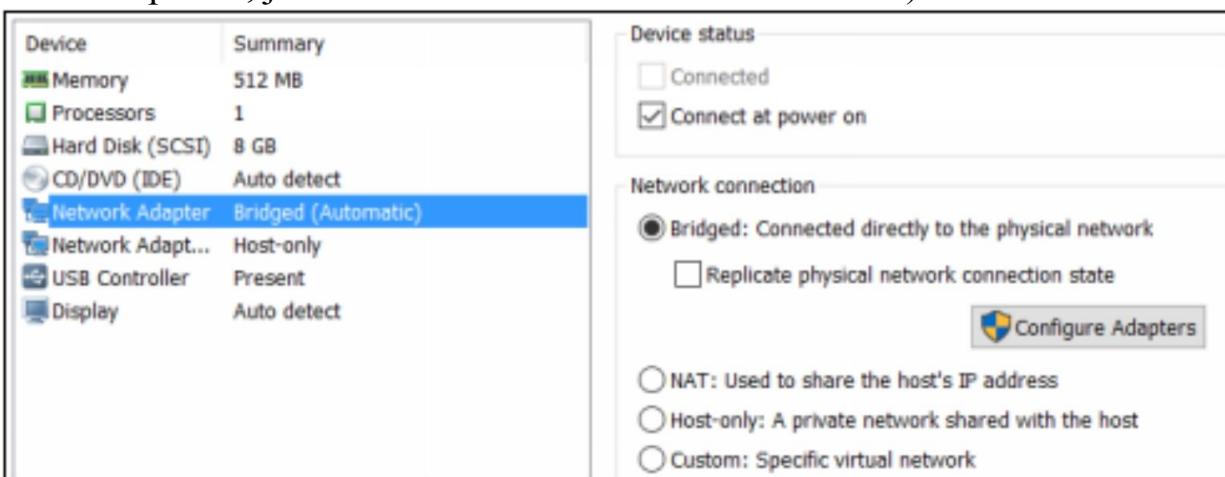 Device Summary
Memory 512 MB
Processors 1
Hard Disk (SCSI) 8 GB
CD/DVD (IDE) Auto detect
Network Adapter Bridged (Automatic)
Network Adapt... Host-only
USB Controller Present
Display Auto detect
Device status
Connected
Connect at power on
Network connection
Bridged: Connected directly to the physical network
Replicate physical network connection state
Configure Adapters
NAT: Used to share the host's IP address
Host-only: A private network shared with the host
Custom: Specific virtual network